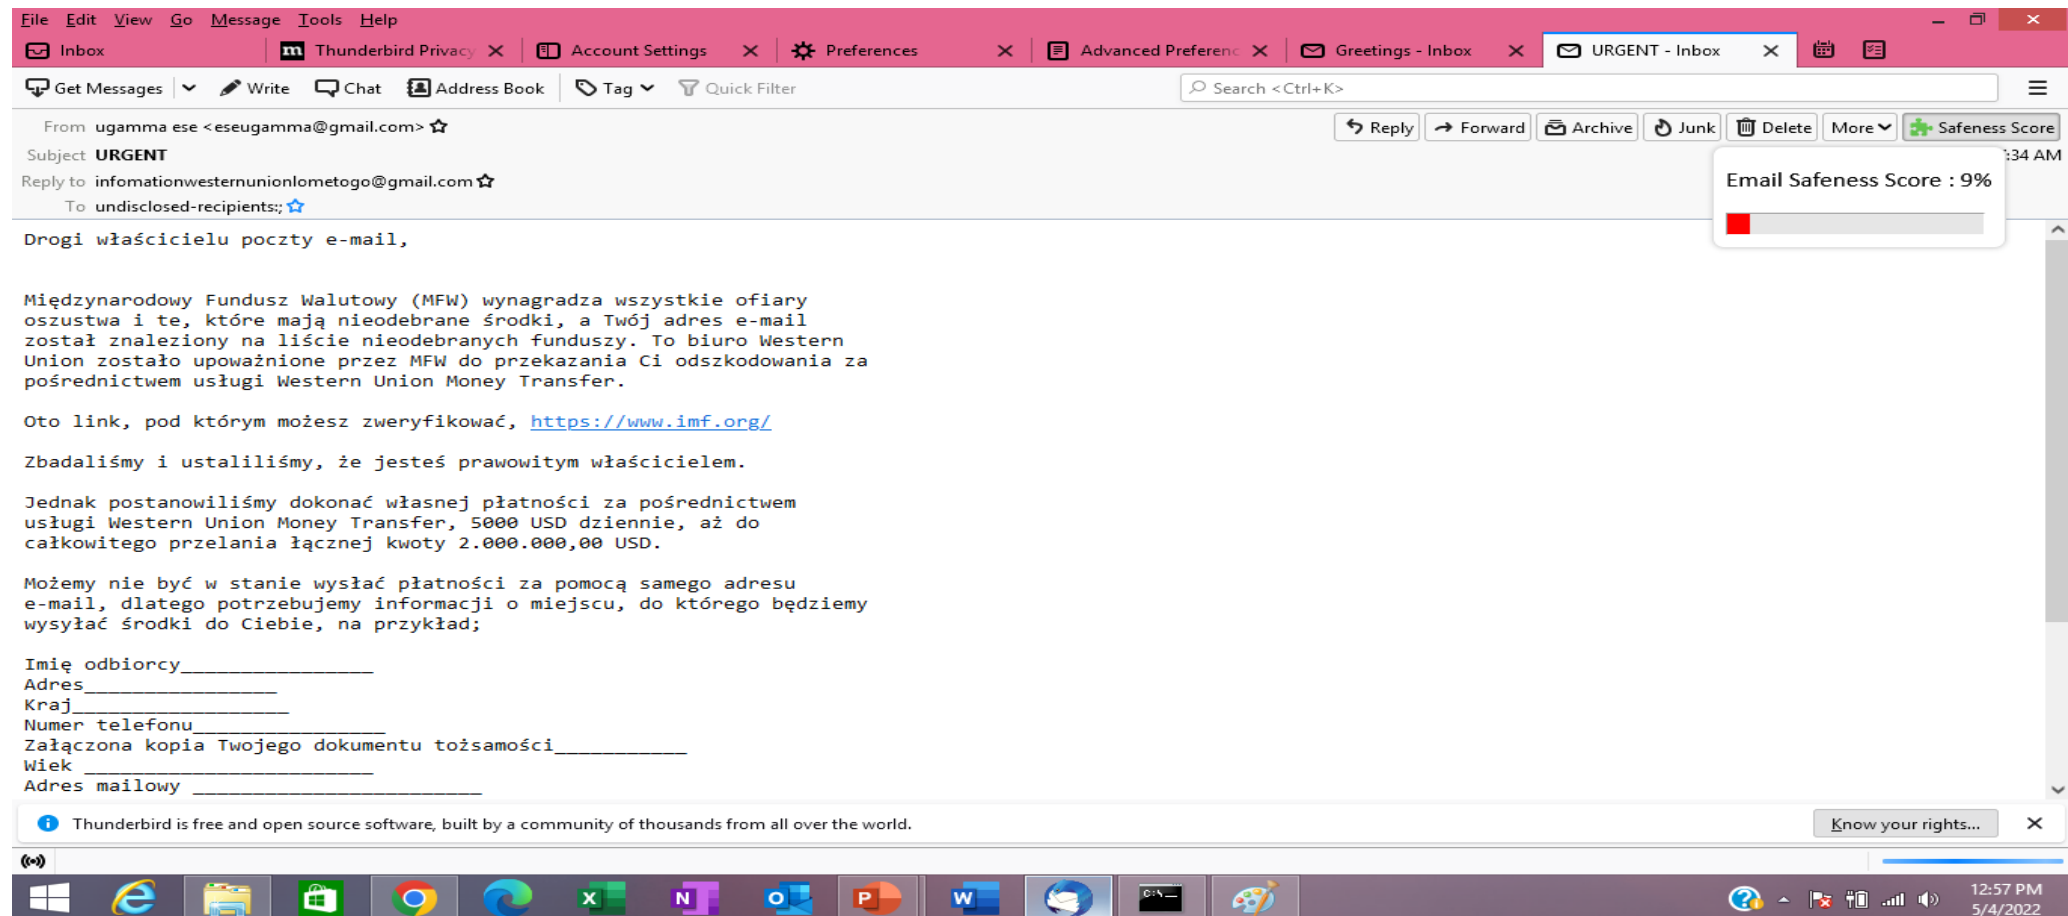 File Edit View Go Message Tools Help
Inbox
Thunderbird Privacy
Account Settings
Preferences
Advanced Preferenc
Greetings - Inbox
URGENT - Inbox
Get Messages Write Chat Address Book Tag Quick Filter Search <Ctrl+K>
From ugamma ese <eseugamma@gmail.com> Reply Forward Archive Junk Delete More Safeness Score
Subject URGENT :34 AM
Reply to infomationwesternunionlometogo@gmail.com
Email Safeness Score : 9%
To undisclosed-recipients:;
Drogi właścicielu poczty e-mail,
Międzynarodowy Fundusz Walutowy (MFW) wynagradza wszystkie ofiary
oszustwa i te, które mają nieodebrane środki, a Twój adres e-mail
został znaleziony na liście nieodebranych funduszy. To biuro Western
Union zostało upoważnione przez MFW do przekazania Ci odszkodowania za
pośrednictwem usługi Western Union Money Transfer.
Oto link, pod którym możesz zweryfikować, https://www.imf.org/
Zbadaliśmy i ustaliliśmy, że jesteś prawowitym właścicielem.
Jednak postanowiliśmy dokonać własnej płatności za pośrednictwem
usługi Western Union Money Transfer, 5000 USD dziennie, aż do
całkowitego przelania łącznej kwoty 2.000.000,00 USD.
Możemy nie być w stanie wysłać płatności za pomocą samego adresu
e-mail, dlatego potrzebujemy informacji o miejscu, do którego będziemy
wysyłać środki do Ciebie, na przykład;
Imię odbiorcy________________
Adres________________
Kraj__________________
Numer telefonu________________
Załączona kopia Twojego dokumentu tożsamości___________
Wiek ________________________
Adres mailowy ________________________
Thunderbird is free and open source software, built by a community of thousands from all over the world. Know your rights...
12:57 PM
5/4/2022